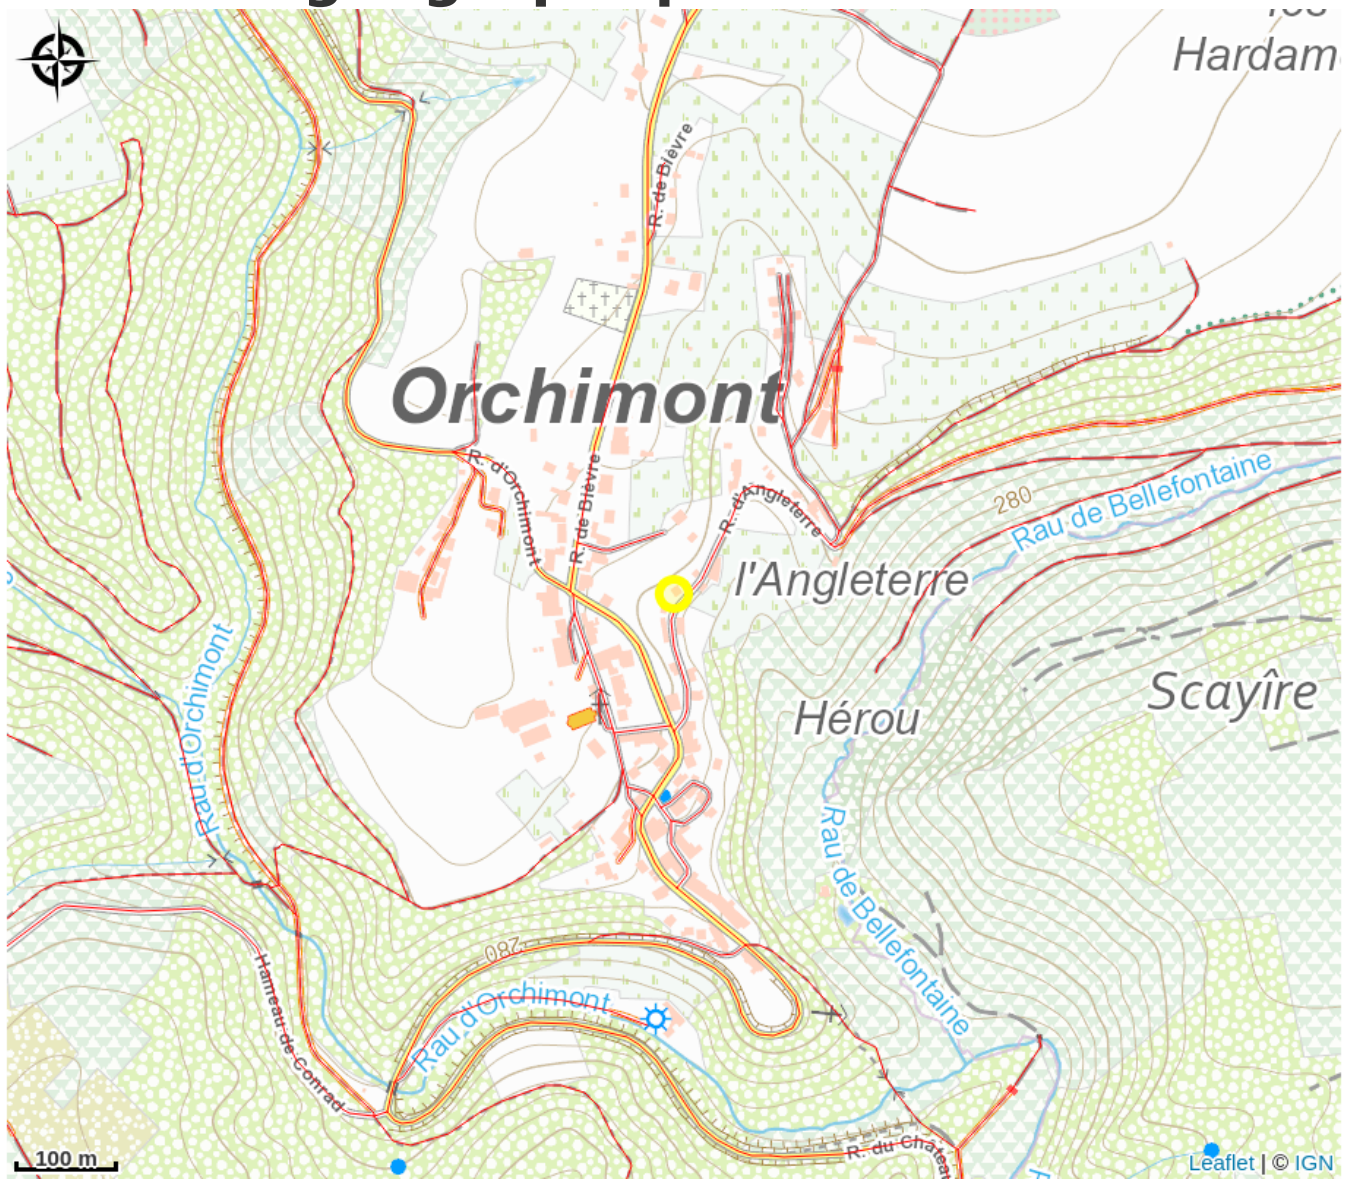 Hardam
R. de Bièvre
Orchimont
R. d'Orchimont
R. de Bièvre
R. d'Angleterre
280
Rau de Bellefontaine
l'Angleterre
Rau d'Orchimont
Scayîre
Hérou
Rau de Bellefontaine
280
Hameau de Conrad
Rau d'Orchimont
R. du Châtea
100 m
Leaflet | © IGN